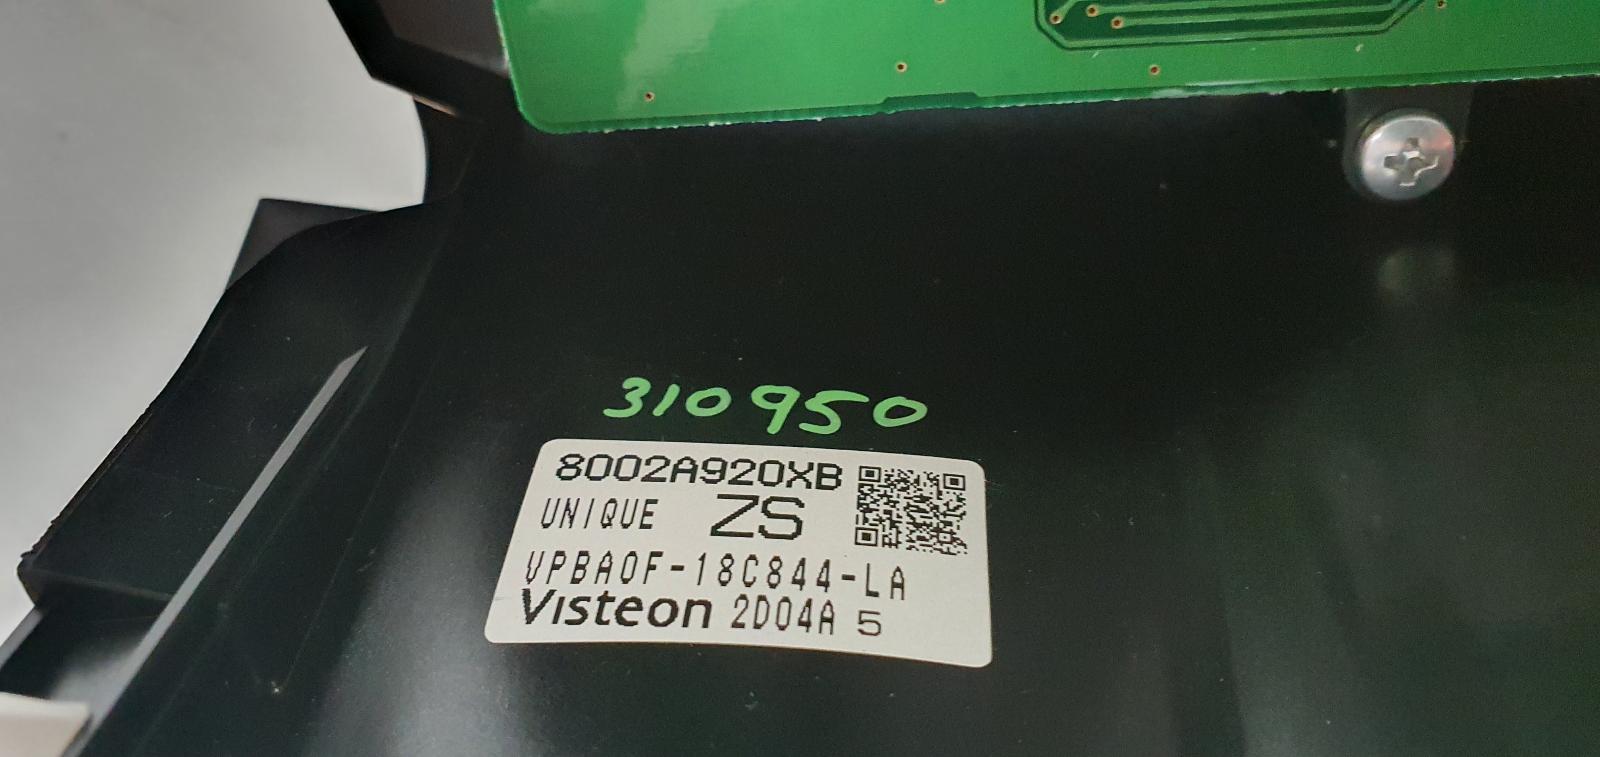 310950
8002A920XB
UNIQUE ZS
VPBA0F-18C844-LA
Visteon 2D04A 5